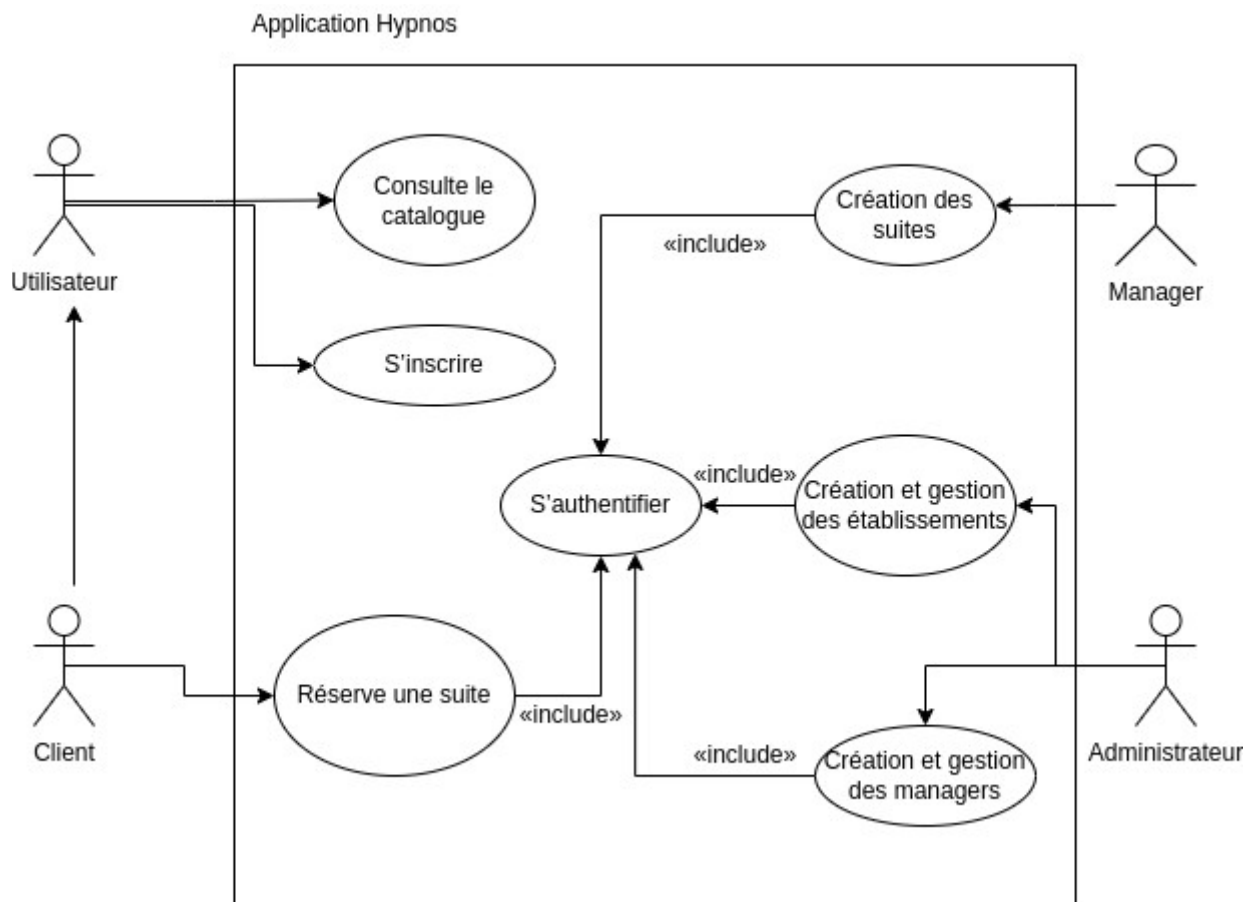 Application Hypnos
Consulte le
catalogue
Création des
suites
«include»
Utilisateur
Manager
S'inscrire
«include»
S'authentifier
Création et gestion
des établissements
Réserve une suite
«include»
Client
«include»
Création et gestion
des managers
Administrateur